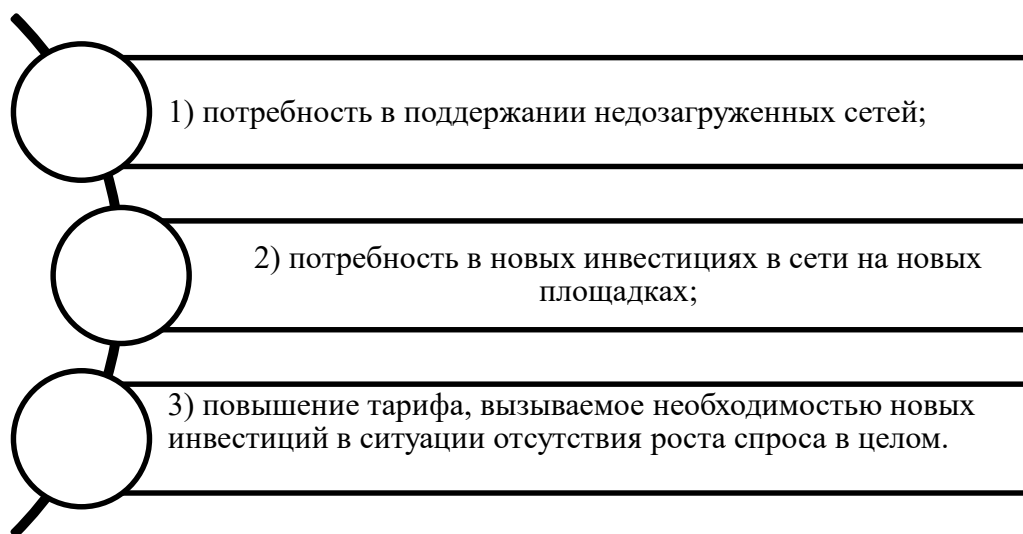 1) потребность в поддержании недозагруженных сетей;
2) потребность в новых инвестициях в сети на новых
площадках;
3) повышение тарифа, вызываемое необходимостью новых
инвестиций в ситуации отсутствия роста спроса в целом.